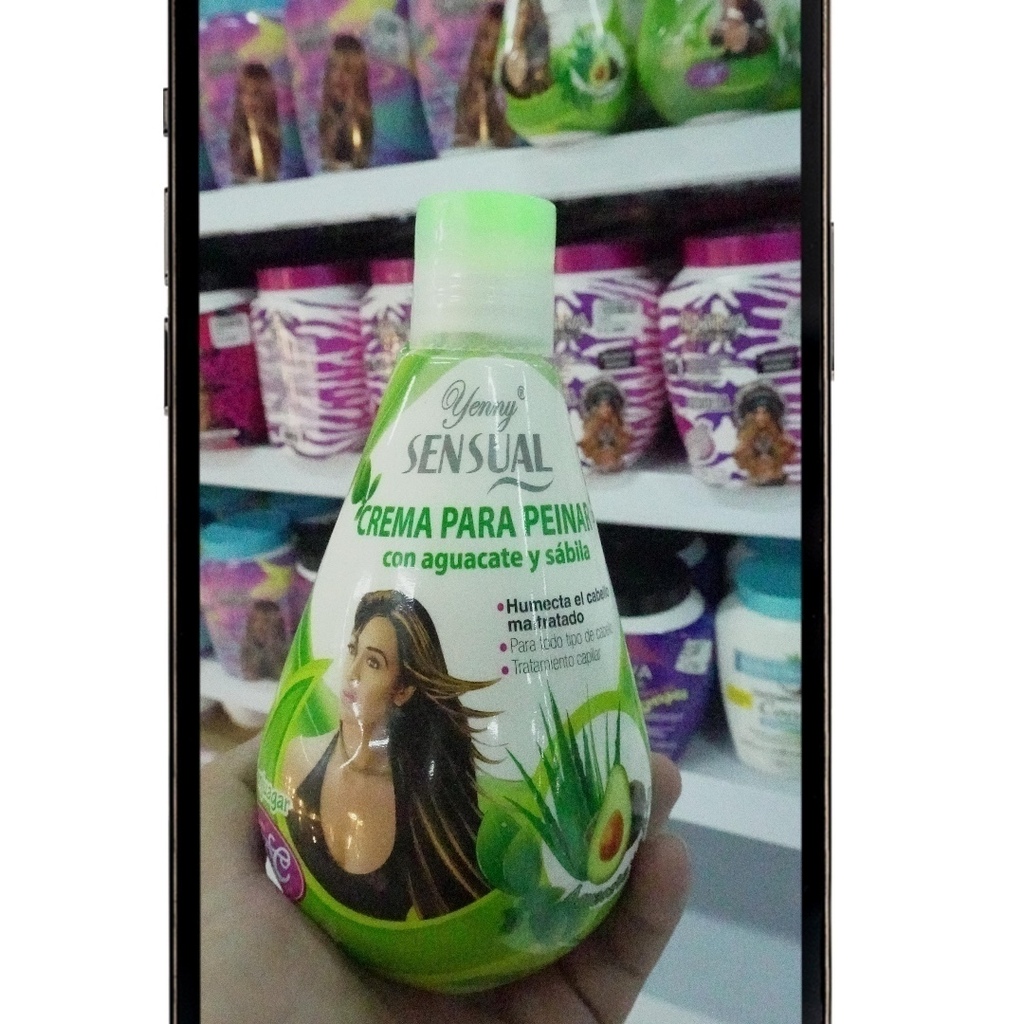 Yenny®
SENSUAL
CREMA PARA PEINAR
con aguacate y sábila
•Humecta el cabello
maltratado
•Para todo tipo de cabello
•Tratamiento capilar